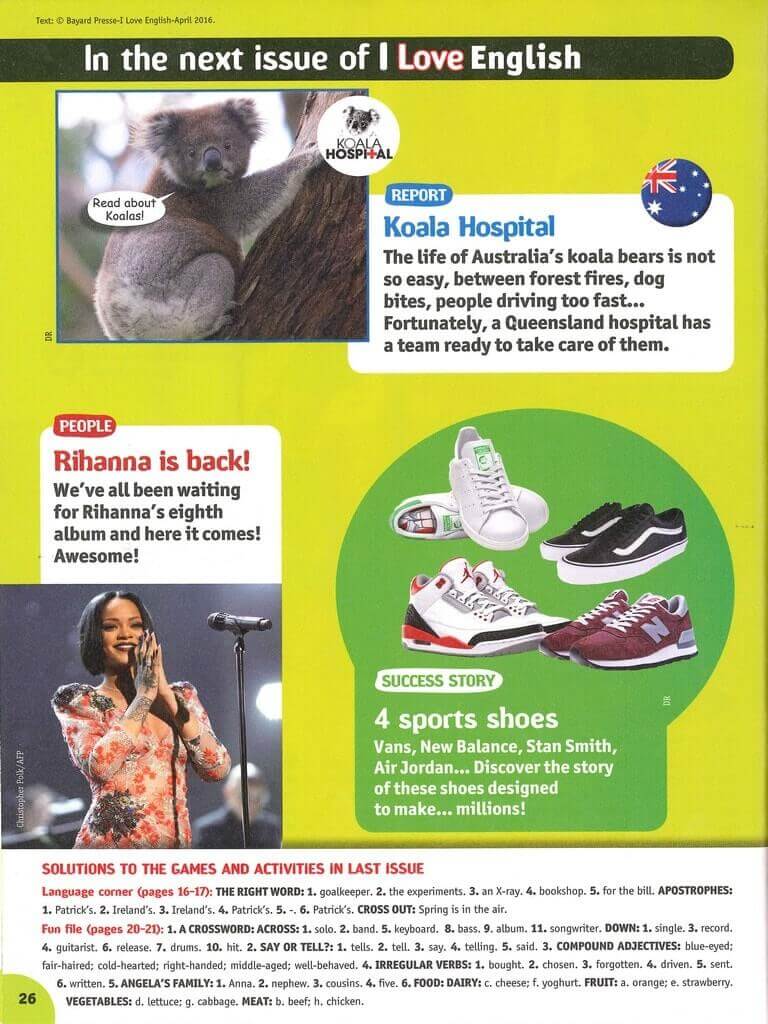 Text: © Bayard Presse-I Love English-April 2016.
In the next issue of I Love English
KOALA
HOSPITAL
Read about
Koalas!
REPORT
Koala Hospital
The life of Australia's koala bears is not
so easy, between forest fires, dog
bites, people driving too fast...
Fortunately, a Queensland hospital has
a team ready to take care of them.
DR
PEOPLE
Rihanna is back!
We've all been waiting
for Rihanna's eighth
album and here it comes!
Awesome!
Christopher Polk/AFP
N
SUCCESS STORY
DR
4 sports shoes
Vans, New Balance, Stan Smith,
Air Jordan... Discover the story
of these shoes designed
to make... millions!
SOLUTIONS TO THE GAMES AND ACTIVITIES IN LAST ISSUE
Language corner (pages 16-17): THE RIGHT WORD: 1. goalkeeper. 2. the experiments. 3. an X-ray. 4. bookshop. 5. for the bill. APOSTROPHES:
1. Patrick's. 2. Ireland's. 3. Ireland's. 4. Patrick's. 5. -. 6. Patrick's. CROSS OUT: Spring is in the air.
Fun file (pages 20-21): 1. A CROSSWORD: ACROSS: 1. solo. 2. band. 5. keyboard. 8. bass. 9. album. 11. songwriter. DOWN: 1. single. 3. record.
4. guitarist. 6. release. 7. drums. 10. hit. 2. SAY OR TELL?: 1. tells. 2. tell. 3. say. 4. telling. 5. said. 3. COMPOUND ADJECTIVES: blue-eyed;
fair-haired; cold-hearted; right-handed; middle-aged; well-behaved. 4. IRREGULAR VERBS: 1. bought. 2. chosen. 3. forgotten. 4. driven. 5. sent.
6. written. 5. ANGELA'S FAMILY: 1. Anna. 2. nephew. 3. cousins. 4. five. 6. FOOD: DAIRY: c. cheese; f. yoghurt. FRUIT: a. orange; e. strawberry.
VEGETABLES: d. lettuce; g. cabbage. MEAT: b. beef; h. chicken.
26